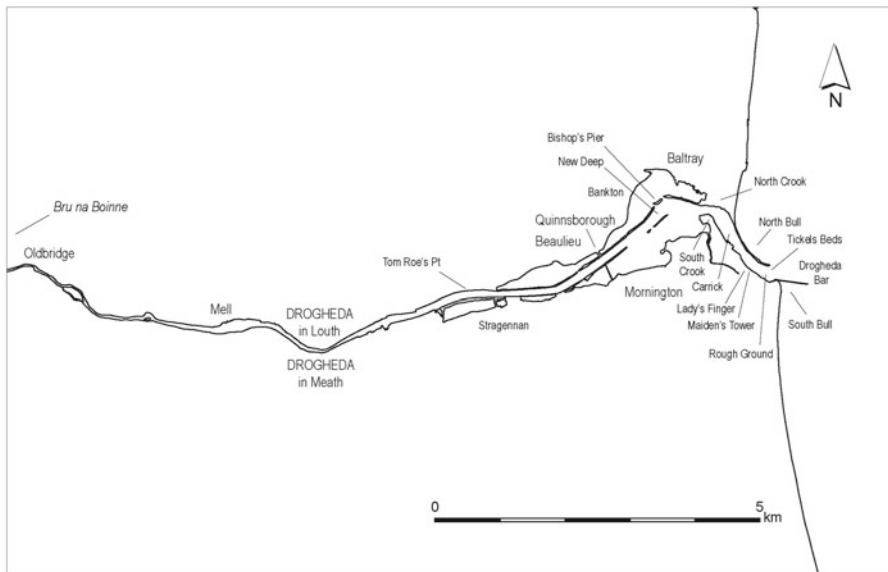 N
Bishop's Pier
Baltray
New Deep
Bankton
North Crook
Bru na Boinne
Quinnsborough
North Bull
Beaulieu
Tickels Beds
Oldbridge
Tom Roe's Pt
South
Crook
Drogheda
Bar
Carrick
Mornington
Lady's Finger
Mell
DROGHEDA
in Louth
Stragennan
Maiden's Tower
South Bull
DROGHEDA
in Meath
Rough Ground
0
5
km